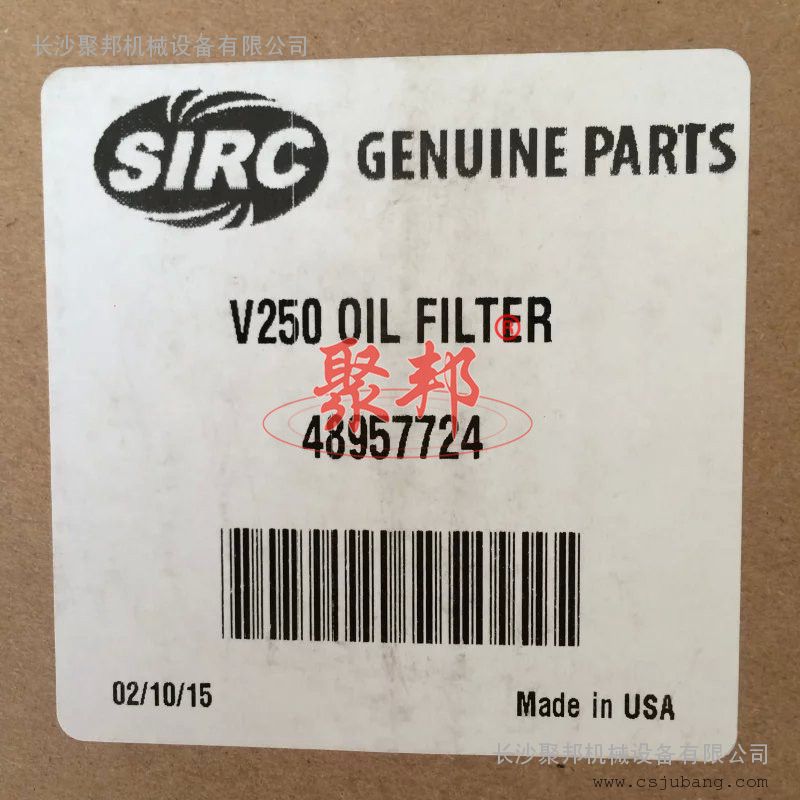 长沙聚邦机械设备有限公司
SIRC GENUINE PARTS
V250 OIL FILTER
®
聚邦
48957724
02/10/15 Made in USA
长沙聚邦机械设备有限公司
www.csjubang.com